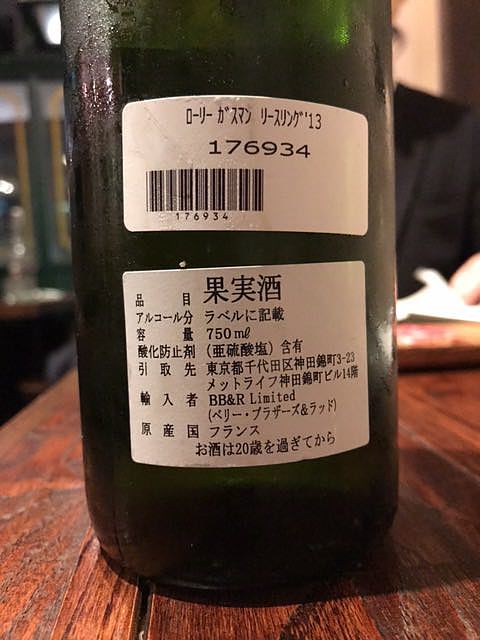 ﾛｰﾘｰ ｶﾞｽﾏﾝ ﾘｰｽﾘﾝｸﾞ'13
176934
176934
品　　目 果実酒
アルコール分 ラベルに記載
容　　量 750㎖
酸化防止剤 (亜硫酸塩) 含有
引 取 先 東京都千代田区神田錦町3-23
メットライフ神田錦町ビル14階
輸 入 者 BB&R Limited
(ベリー・ブラザーズ&ラッド)
原 産 国 フランス
お酒は20歳を過ぎてから